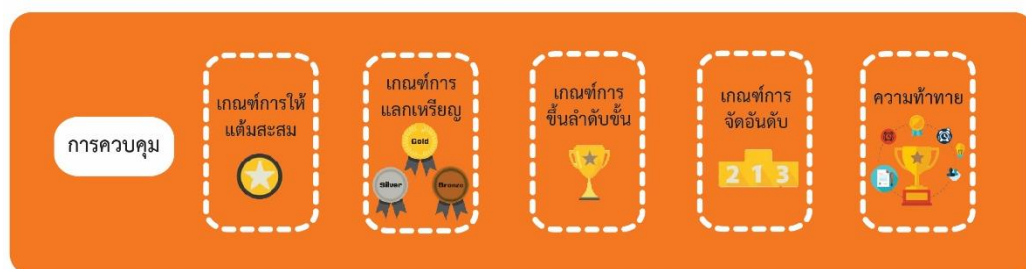 การควบคุม
เกณฑ์การให้
แต้มสะสม
เกณฑ์การ
แลกเหรียญ
Gold
Silver
Bronze
เกณฑ์การ
ขึ้นลำดับขั้น
เกณฑ์การ
จัดอันดับ
2 1 3
ความท้าทาย